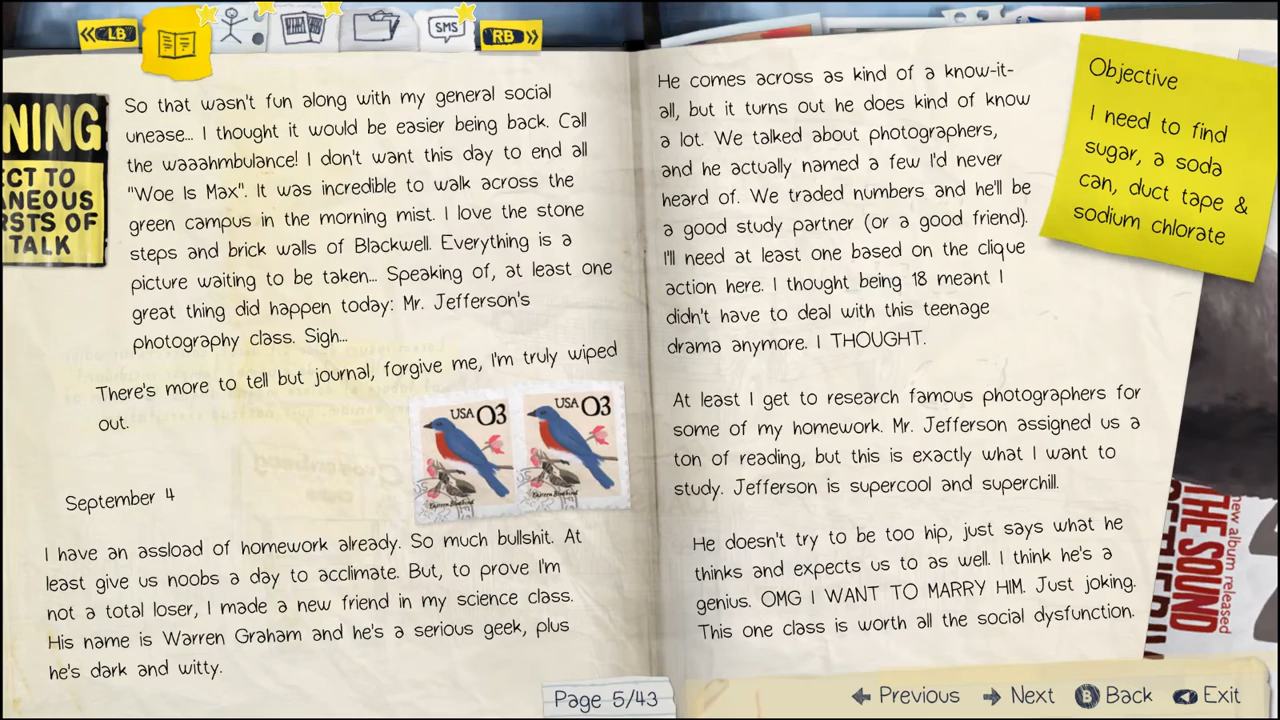 LB
SMS
RB
NING
CT TO
NEOUS
RSTS OF
TALK
So that wasn't fun along with my general social
unease... I thought it would be easier being back. Call
the waaahmbulance! I don't want this day to end all
"Woe Is Max". It was incredible to walk across the
green campus in the morning mist. I love the stone
steps and brick walls of Blackwell. Everything is a
picture waiting to be taken... Speaking of, at least one
great thing did happen today: Mr. Jefferson's
photography class. Sigh...
There's more to tell but journal, forgive me, I'm truly wiped
out.
USA 03
Eastern Bluebird
USA 03
Eastern Bluebird
September 4
I have an assload of homework already. So much bullshit. At
least give us noobs a day to acclimate. But, to prove I'm
not a total loser, I made a new friend in my science class.
His name is Warren Graham and he's a serious geek, plus
he's dark and witty.
He comes across as kind of a know-it-
all, but it turns out he does kind of know
a lot. We talked about photographers,
and he actually named a few I'd never
heard of. We traded numbers and he'll be
a good study partner (or a good friend).
I'll need at least one based on the clique
action here. I thought being 18 meant I
didn't have to deal with this teenage
drama anymore. I THOUGHT.
At least I get to research famous photographers for
some of my homework. Mr. Jefferson assigned us a
ton of reading, but this is exactly what I want to
study. Jefferson is supercool and superchill.
He doesn't try to be too hip, just says what he
thinks and expects us to as well. I think he's a
genius. OMG I WANT TO MARRY HIM. Just joking.
This one class is worth all the social dysfunction.
Objective
I need to find
sugar, a soda
can, duct tape &
sodium chlorate
new album released
THE SOUND
Page 5/43
Previous
Next
B Back
Exit